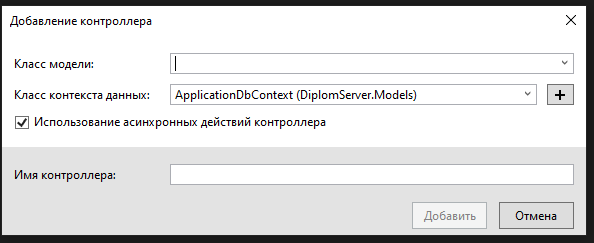 Добавление контроллера
Класс модели:
Класс контекста данных: ApplicationDbContext (DiplomServer.Models)
Использование асинхронных действий контроллера
Имя контроллера:
Добавить Отмена